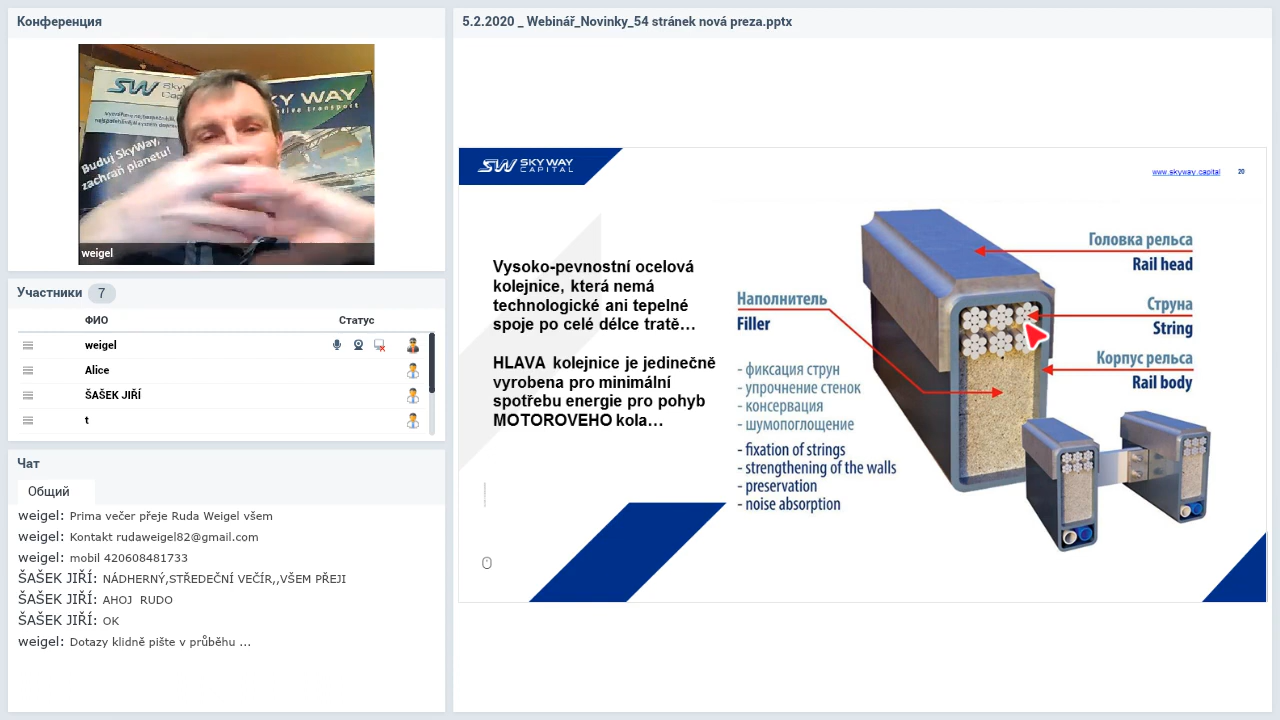 Конференция
SW
SKY WAY
tive transport
Buduj SkyWay,
zachraň planetu!
weigel
Участники 7
ФИО Статус
weigel
Alice
ŠAŠEK JIŘÍ
t
Чат
Общий
weigel: Prima večer přeje Ruda Weigel všem
weigel: Kontakt rudaweigel82@gmail.com
weigel: mobil 420608481733
ŠAŠEK JIŘÍ: NÁDHERNÝ,STŘEDEČNÍ VEČÍR,,VŠEM PŘEJI
ŠAŠEK JIŘÍ: AHOJ RUDO
ŠAŠEK JIŘÍ: OK
weigel: Dotazy klidně pište v průběhu ...
5.2.2020 _ Webinář_Novinky_54 stránek nová preza.pptx
SW SKY WAY
CAPITAL
www.skyway.capital 20
Vysoko-pevnostní ocelová
kolejnice, která nemá
technologické ani tepelné
spoje po celé délce tratě…
HLAVA kolejnice je jedinečně
vyrobena pro minimální
spotřebu energie pro pohyb
MOTOROVEHO kola…
Наполнитель
Filler
- фиксация струн
- упрочнение стенок
- консервация
- шумопоглощение
- fixation of strings
- strengthening of the walls
- preservation
- noise absorption
Головка рельса
Rail head
Струна
String
Корпус рельса
Rail body